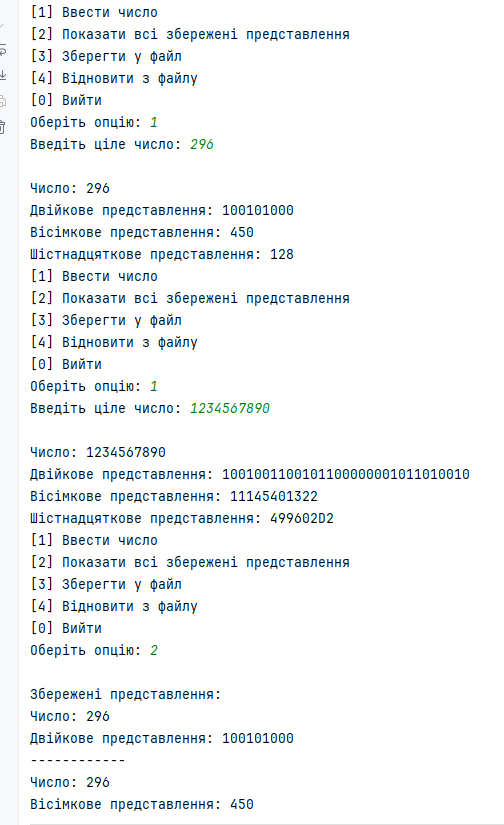 [1] Ввести число
[2] Показати всі збережені представлення
[3] Зберегти у файл
[4] Відновити з файлу
[0] Вийти
Оберіть опцію: 1
Введіть ціле число: 296
Число: 296
Двійкове представлення: 100101000
Вісімкове представлення: 450
Шістнадцяткове представлення: 128
[1] Ввести число
[2] Показати всі збережені представлення
[3] Зберегти у файл
[4] Відновити з файлу
[0] Вийти
Оберіть опцію: 1
Введіть ціле число: 1234567890
Число: 1234567890
Двійкове представлення: 1001001100101100000001011010010
Вісімкове представлення: 11145401322
Шістнадцяткове представлення: 499602D2
[1] Ввести число
[2] Показати всі збережені представлення
[3] Зберегти у файл
[4] Відновити з файлу
[0] Вийти
Оберіть опцію: 2
Збережені представлення:
Число: 296
Двійкове представлення: 100101000
------------
Число: 296
Вісімкове представлення: 450